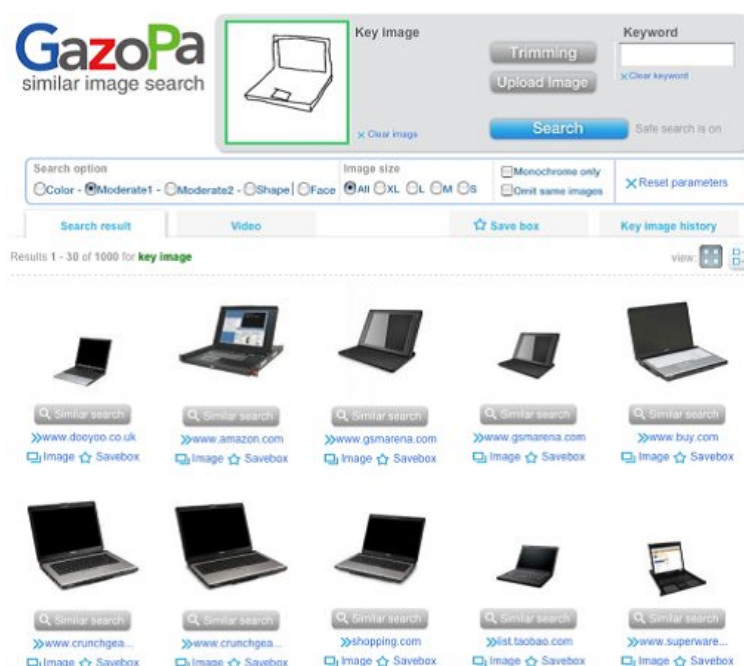 GazoPa
similar image search
Key Image
Clear image
Trimming
Upload Image
Search
Keyword
Clear keyword
Safe search is on
Search option
Color - Moderate1 - Moderate2 - Shape | Face
Image size
All XL L M S
Monochrome only
Omit same images
Reset parameters
Search result Video Save box Key image history
Results 1 - 30 of 1000 for key image
view:
Similar search Similar search Similar search Similar search Similar search
www.dooyoo.co.uk www.amazon.com www.gsmarena.com www.gsmarena.com www.buy.com
Image Savebox Image Savebox Image Savebox Image Savebox Image Savebox
Similar search Similar search Similar search Similar search Similar search
www.crunchgea... www.crunchgea... shopping.com list.taobao.com www.superware...
Image Savebox Image Savebox Image Savebox Image Savebox Image Savebox